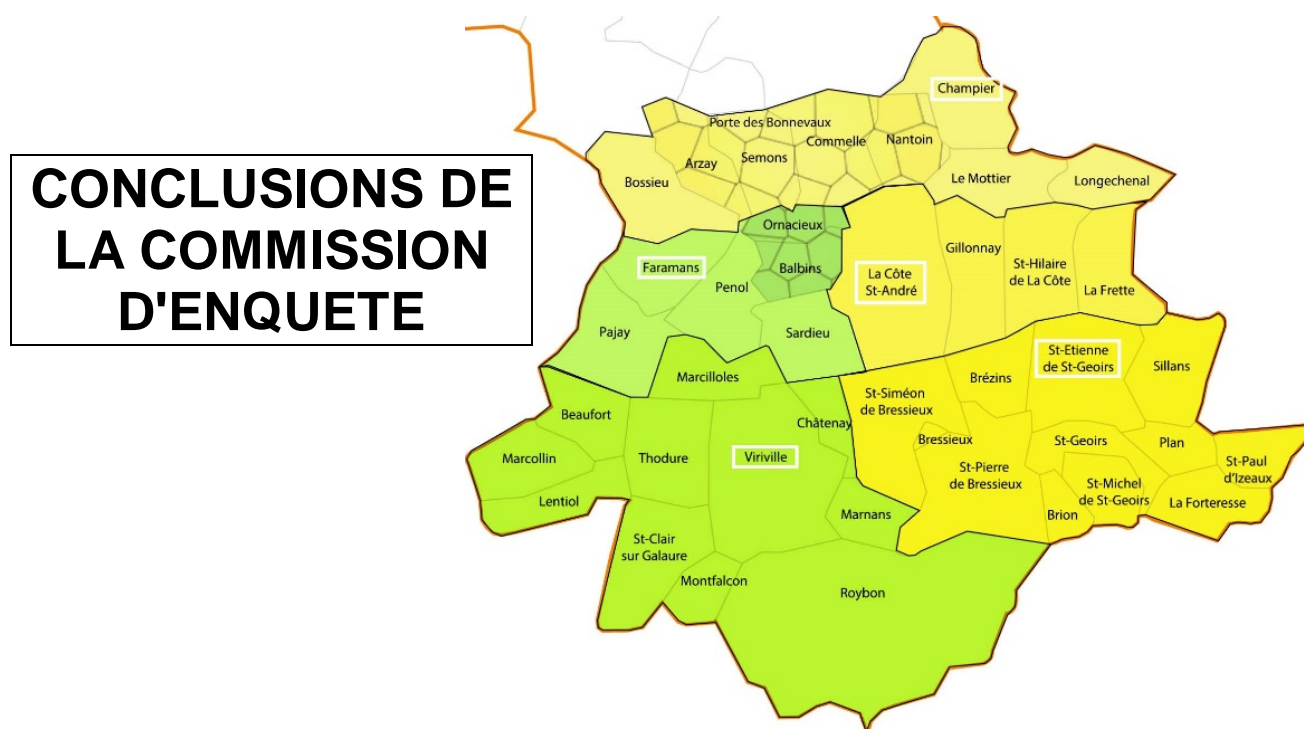 CONCLUSIONS DE
LA COMMISSION
D'ENQUETE
Champier
Porte des Bonnevaux
Commelle
Nantoin
Semons
Arzay
Bossieu
Le Mottier
Longechenal
Ornacieux
Gillonnay
St-Hilaire
de La Côte
Balbins
Faramans
La Côte
St-André
Penol
La Frette
Pajay
Sardieu
St-Etienne
de St-Geoirs
Sillans
Marcilloles
Brézins
St-Siméon
de Bressieux
Beaufort
Châtenay
Bressieux
St-Geoirs
Plan
Marcollin
Thodure
Viriville
St-Pierre
de Bressieux
St-Paul
d'Izeaux
St-Michel
de St-Geoirs
Lentiol
La Forteresse
Marnans
Brion
St-Clair
sur Galaure
Montfalcon
Roybon